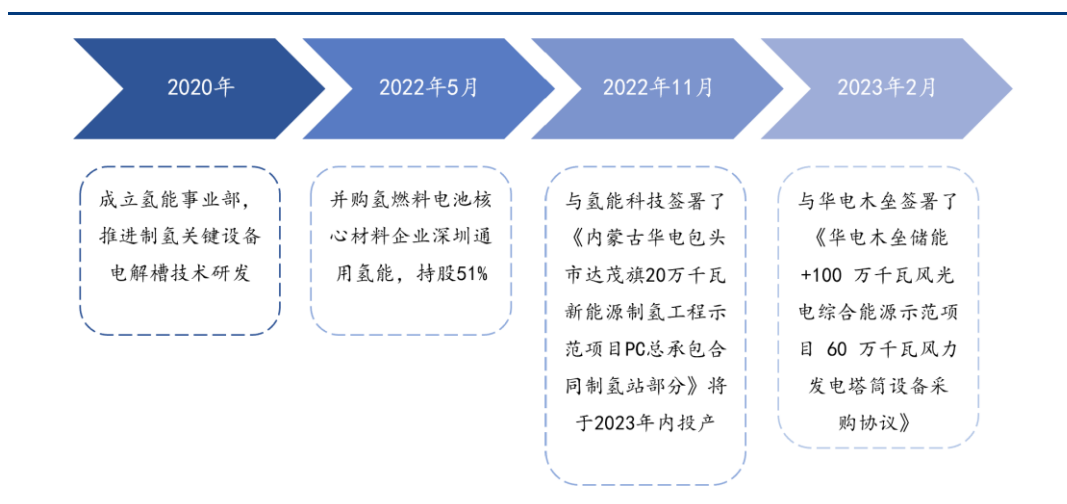 2020年
2022年5月
2022年11月
2023年2月
成立氢能事业部，
推进制氢关键设备
电解槽技术研发
并购氢燃料电池核
心材料企业深圳通
用氢能，持股51%
与氢能科技签署了
《内蒙古华电包头
市达茂旗20万千瓦
新能源制氢工程示
范项目PC总承包合
同制氢站部分》将
于2023年内投产
与华电木垒签署了
《华电木垒储能
+100 万千瓦风光
电综合能源示范项
目 60 万千瓦风力
发电塔筒设备采
购协议》